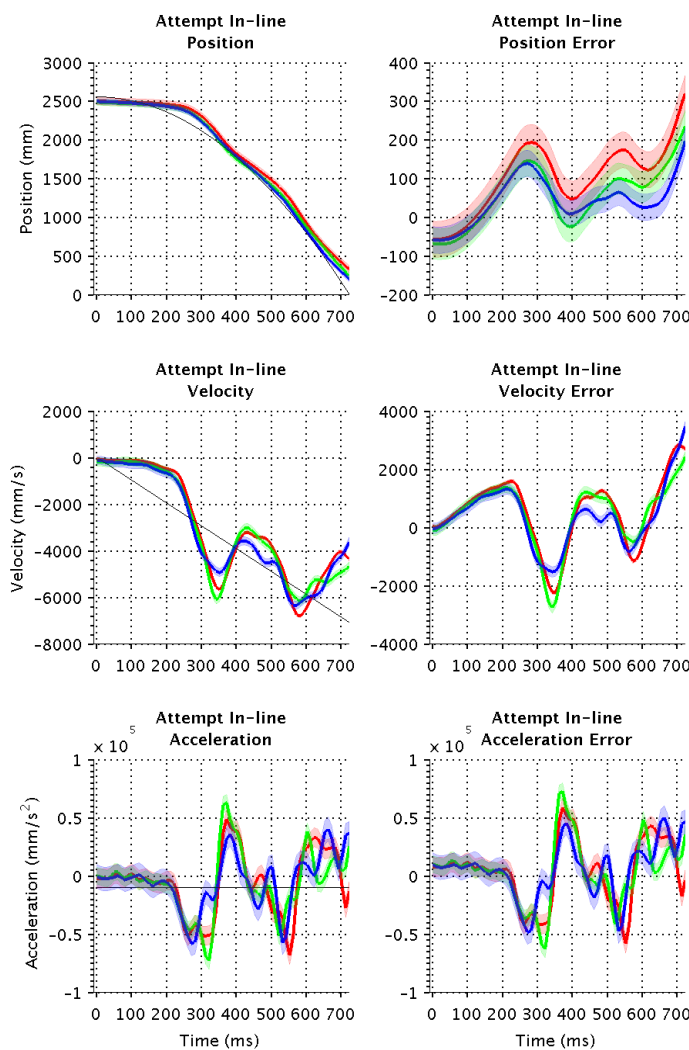 Attempt In-line
Position
Attempt In-line
Position Error
3000
2500
2000
1500
1000
500
0
Position (mm)
0 100 200 300 400 500 600 700
400
300
200
100
0
-100
-200
0 100 200 300 400 500 600 700
Attempt In-line
Velocity
Attempt In-line
Velocity Error
2000
0
-2000
-4000
-6000
-8000
Velocity (mm/s)
0 100 200 300 400 500 600 700
4000
2000
0
-2000
-4000
0 100 200 300 400 500 600 700
Attempt In-line
Acceleration
x 10^5
Attempt In-line
Acceleration Error
x 10^5
1
0.5
0
-0.5
-1
Acceleration (mm/s²)
0 100 200 300 400 500 600 700
Time (ms)
1
0.5
0
-0.5
-1
0 100 200 300 400 500 600 700
Time (ms)